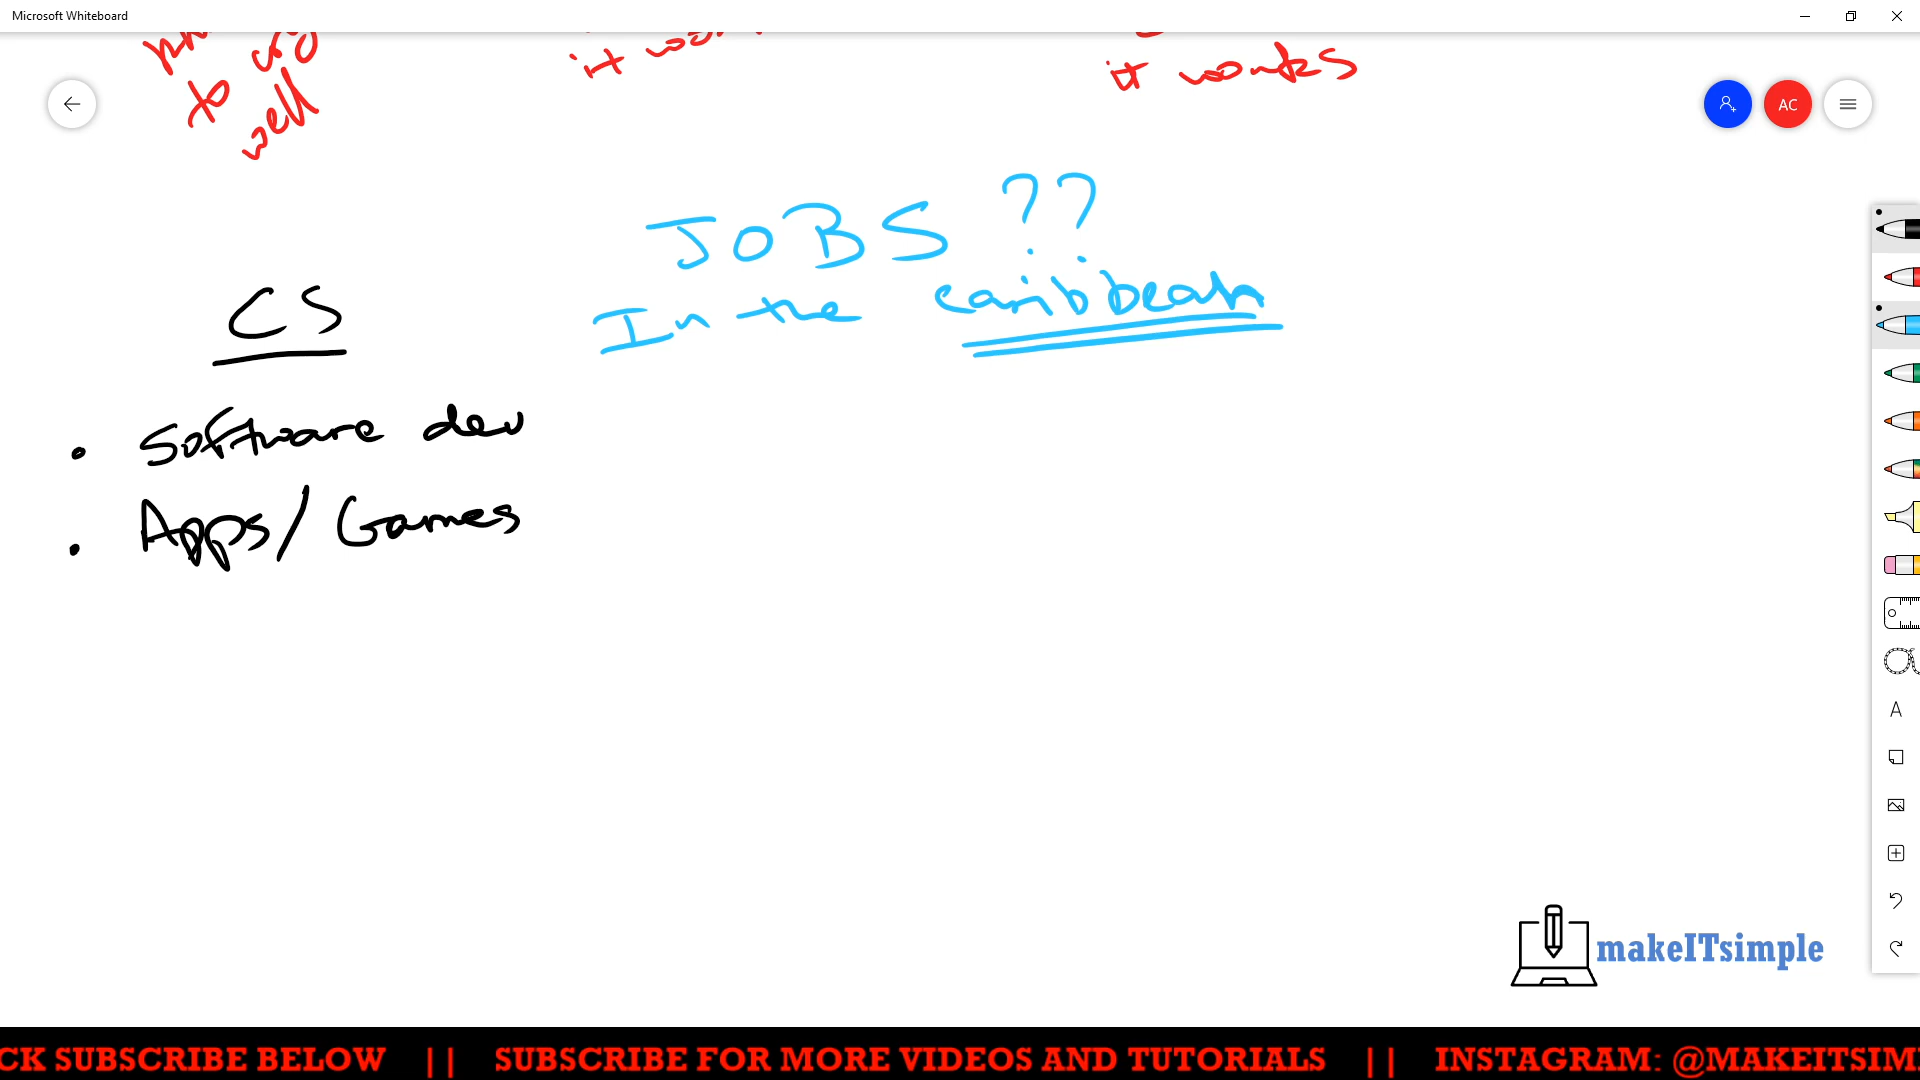 Microsoft Whiteboard
to
well
it
it works
AC
JOBS ??
In the caribbean
CS
• Software dev
• Apps/Games
A
makeITsimple
CK SUBSCRIBE BELOW || SUBSCRIBE FOR MORE VIDEOS AND TUTORIALS || INSTAGRAM: @MAKEITSIM